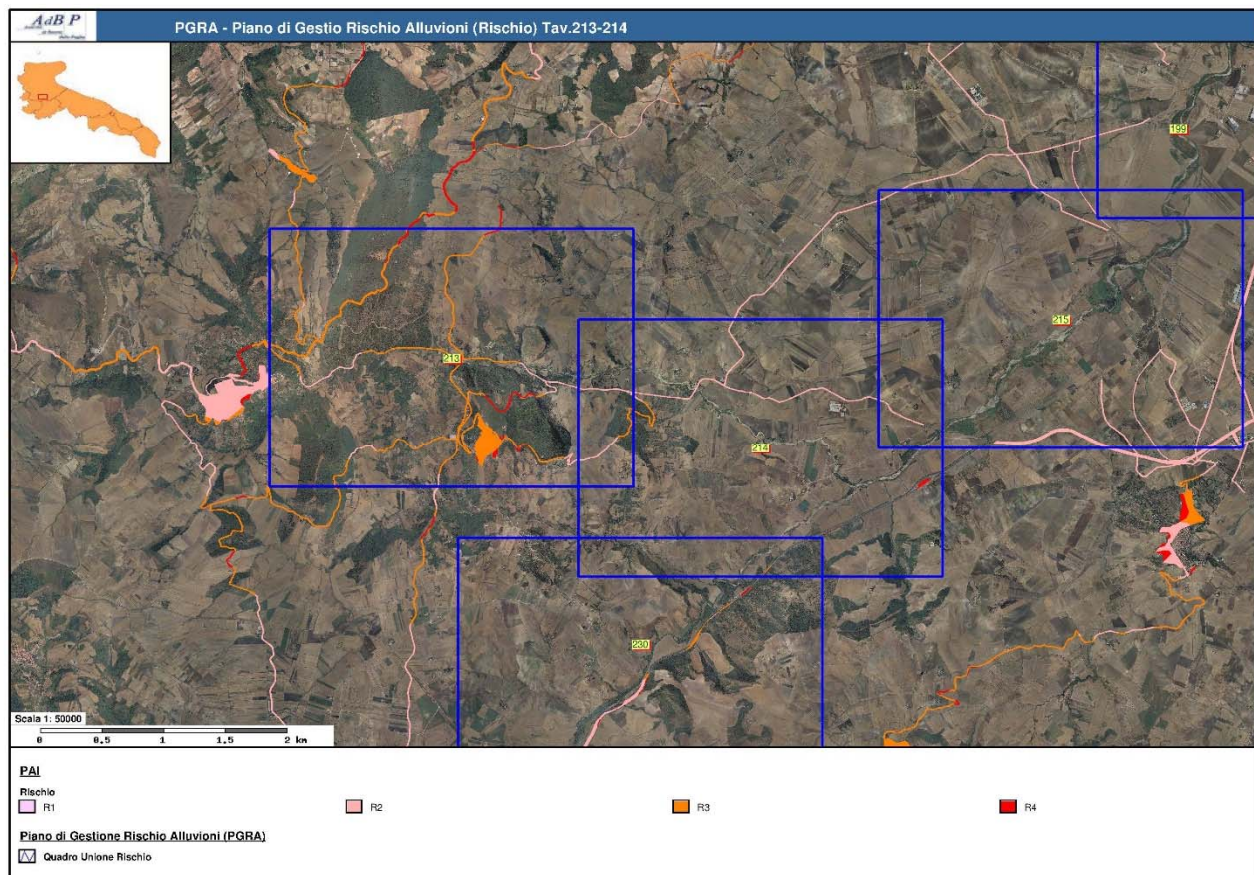 AdB P
PGRA - Piano di Gestio Rischio Alluvioni (Rischio) Tav.213-214
199
215
213
214
230
Scala 1: 50000
0 0.5 1 1.5 2 km
PAI
Rischio
R1 R2 R3 R4
Piano di Gestione Rischio Alluvioni (PGRA)
Quadro Unione Rischio